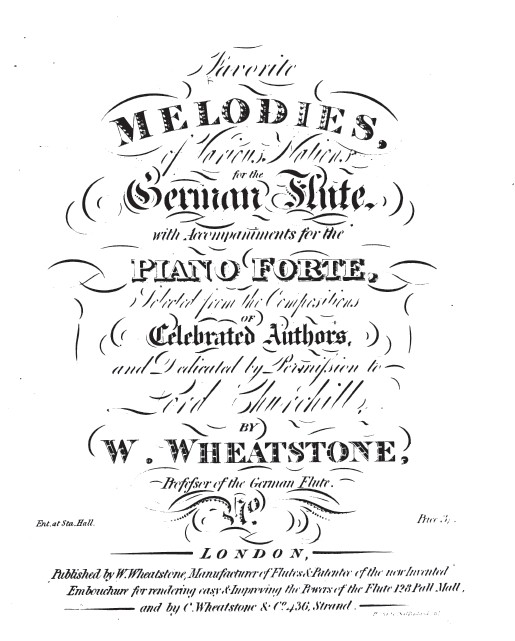 Favorite
MELODIES,
of Various Nations
for the
German Flute.
with Accompaniments for the
PIANO FORTE,
Selected from the Compositions
OF
Celebrated Authors,
and Dedicated by Permission to
Lord Churchill,
BY
W. WHEATSTONE,
Professor of the German Flute.
No.
Ent. at Sta. Hall. Price 3/.
LONDON,
Published by W. Wheatstone, Manufacturer of Flutes & Patentee of the new Invented
Embouchure for rendering easy & Improving the Powers of the Flute 128 Pall Mall,
and by C. Wheatstone & Co. 436, Strand.